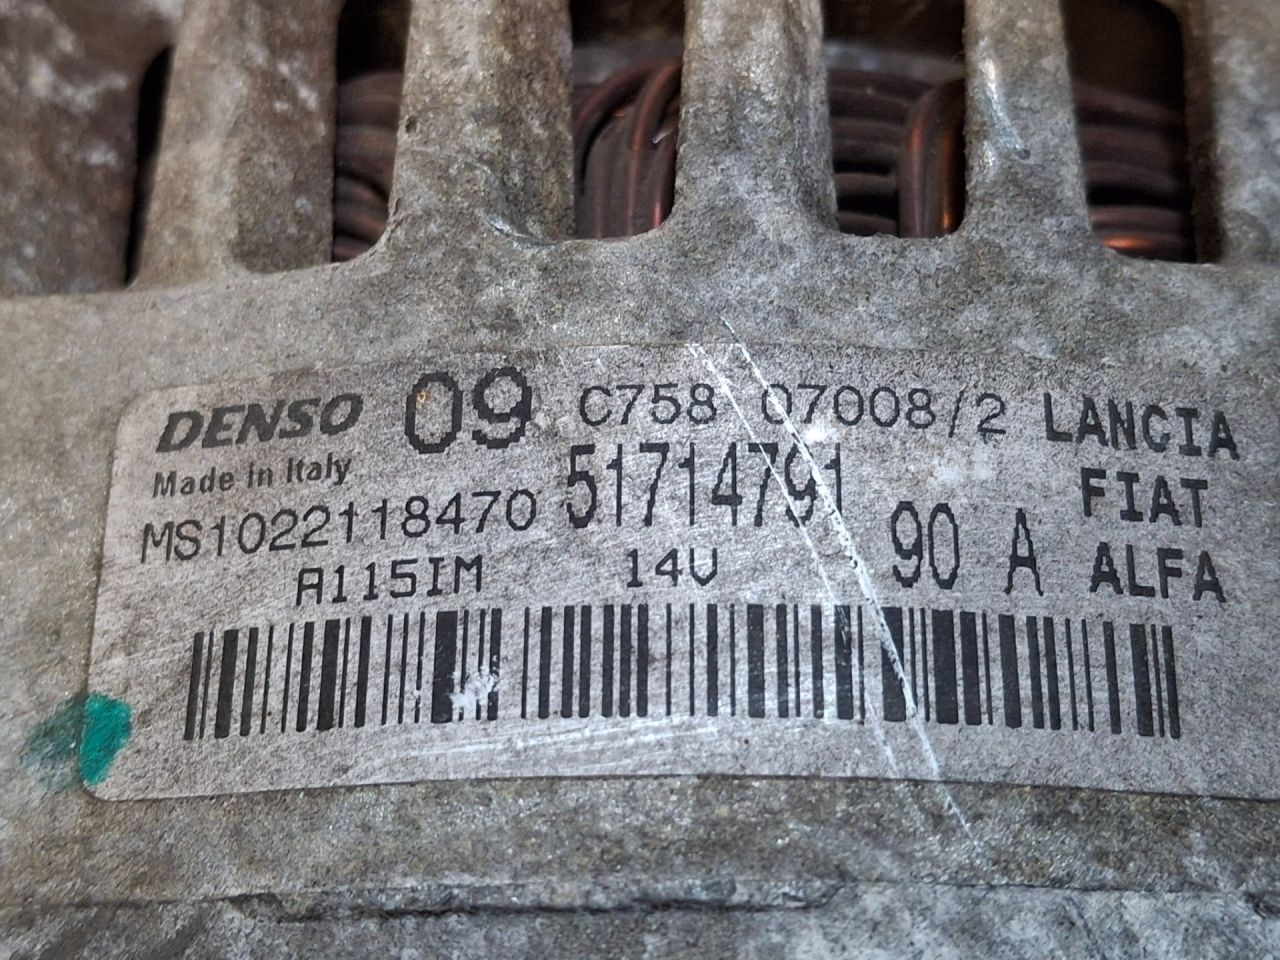 DENSO 09 C758 07008/2 LANCIA
Made in Italy 51714791 FIAT
MS1022118470 90 A ALFA
A115IM 14V